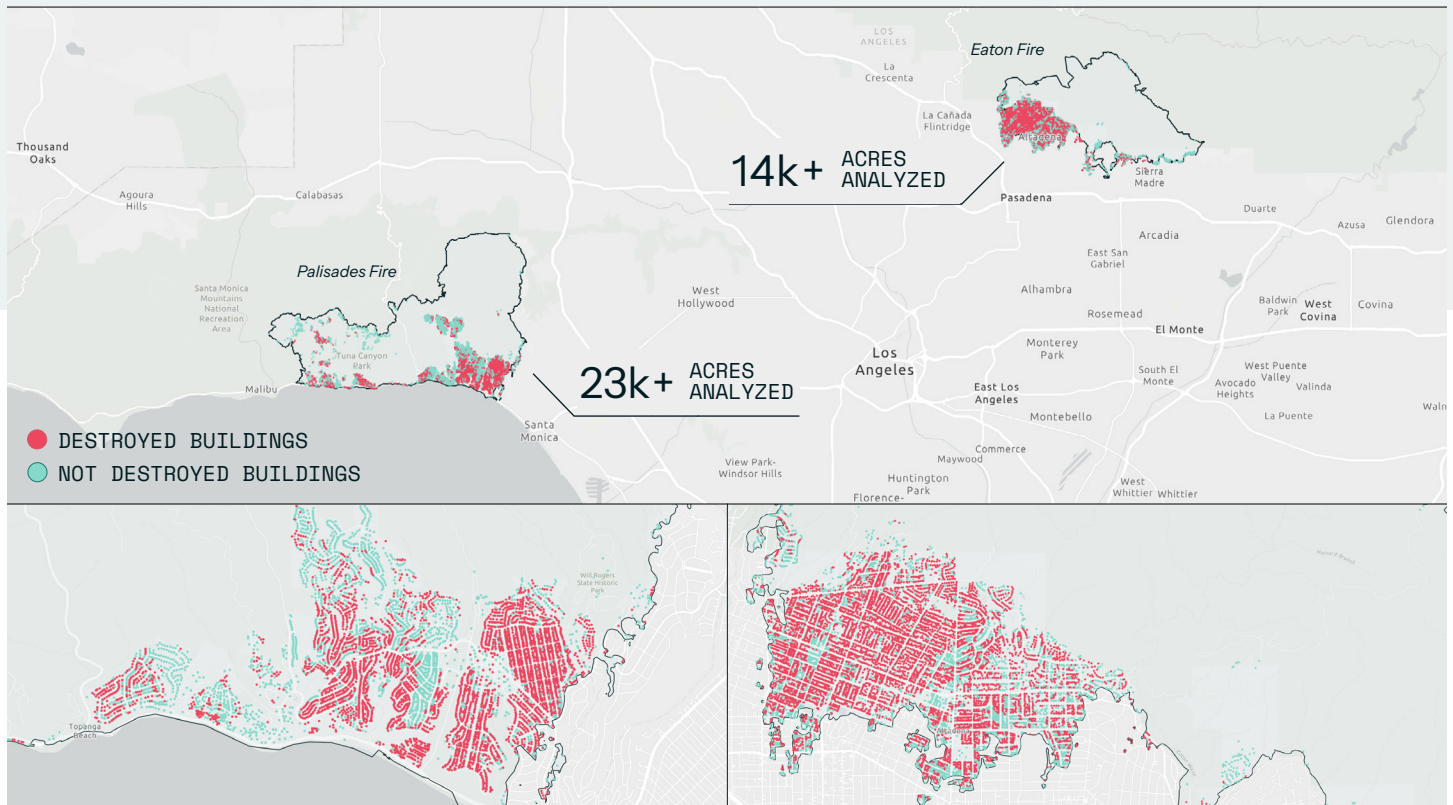 LOS
ANGELES
Eaton Fire
La
Crescenta
La Cañada
Flintridge
Altadena
Thousand
Oaks
14k+ ACRES
ANALYZED
Sierra
Madre
Agoura
Hills
Calabasas
Pasadena
Duarte
Azusa
Glendora
Arcadia
East San
Gabriel
Palisades Fire
Santa Monica
Mountains
National
Recreation
Area
West
Hollywood
Alhambra
Baldwin
Park
West
Covina
Covina
Rosemead
El Monte
Tuna Canyon
Park
Los
Angeles
Monterey
Park
23k+ ACRES
ANALYZED
South El
Monte
West Puente
Valley
Avocado
Heights
Valinda
Malibu
East Los
Angeles
Montebello
La Puente
Waln
Santa
Monica
DESTROYED BUILDINGS
NOT DESTROYED BUILDINGS
Commerce
Maywood
View Park-
Windsor Hills
Huntington
Park
Florence-
West
Whittier
Whittier
Will Rogers
State Historic
Park
Topanga
Beach
Altadena